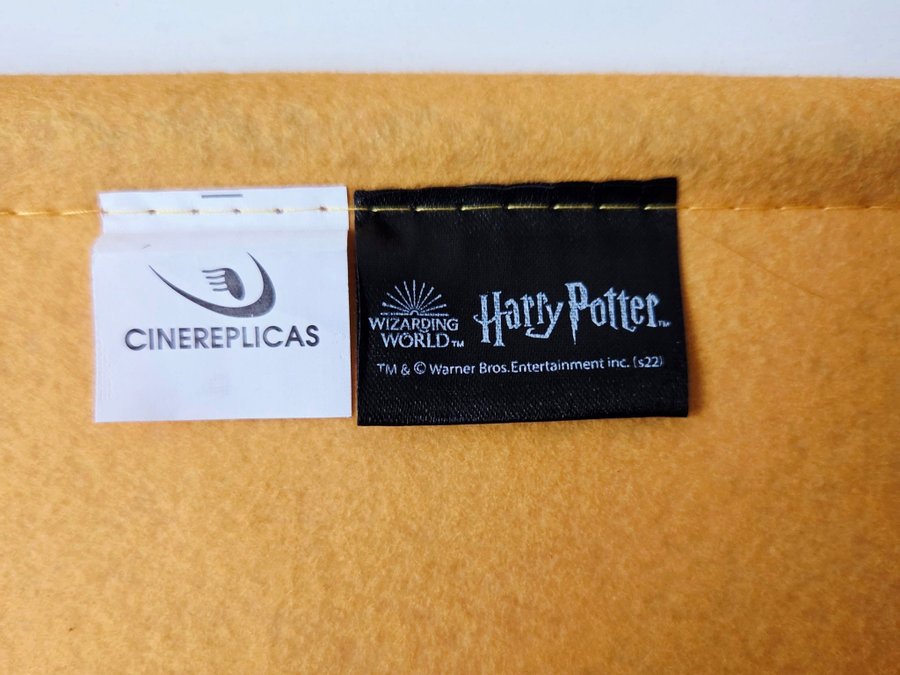 CINEREPLICAS
WIZARDING
WORLD™
Harry Potter™
TM & © Warner Bros.Entertainment inc. (s22)